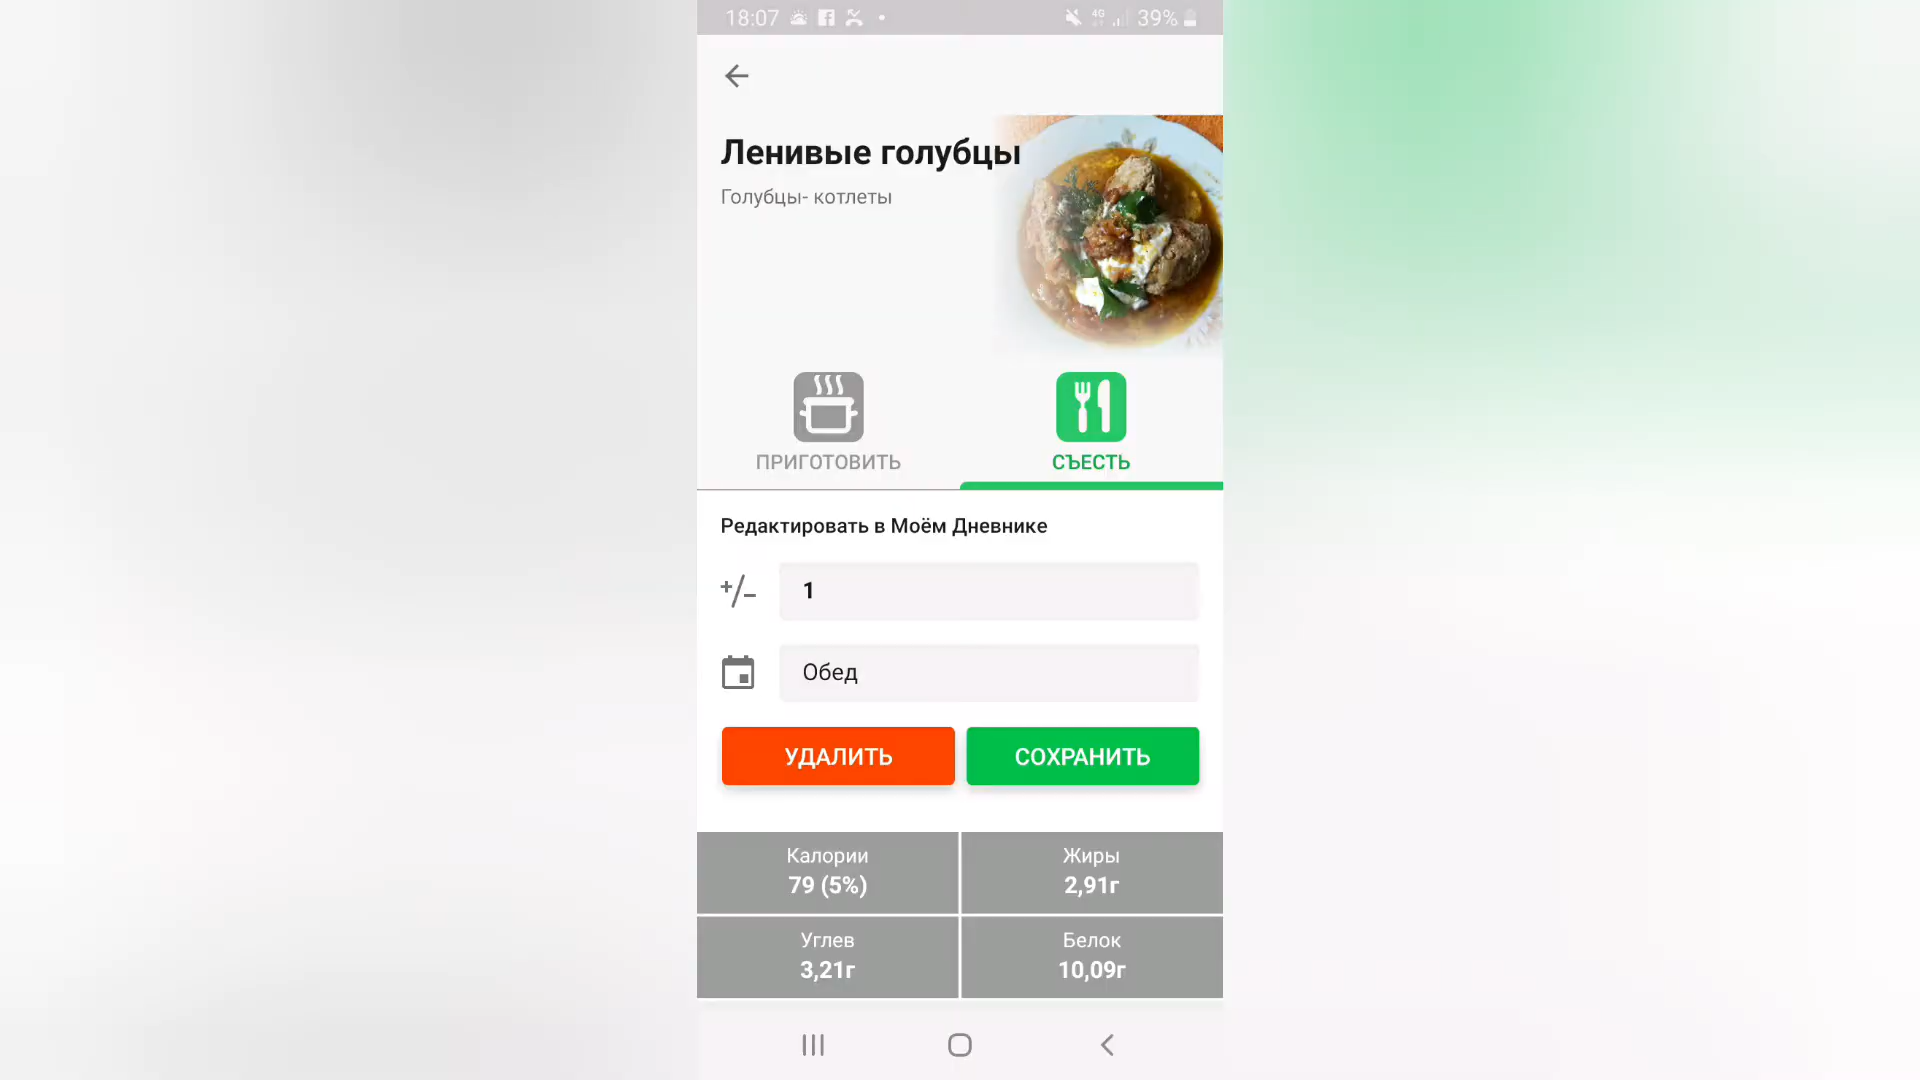 18:07
4G
39%
Ленивые голубцы
Голубцы- котлеты
ПРИГОТОВИТЬ
СЪЕСТЬ
Редактировать в Моём Дневнике
+/-
1
Обед
УДАЛИТЬ
СОХРАНИТЬ
Калории
79 (5%)
Жиры
2,91г
Углев
3,21г
Белок
10,09г